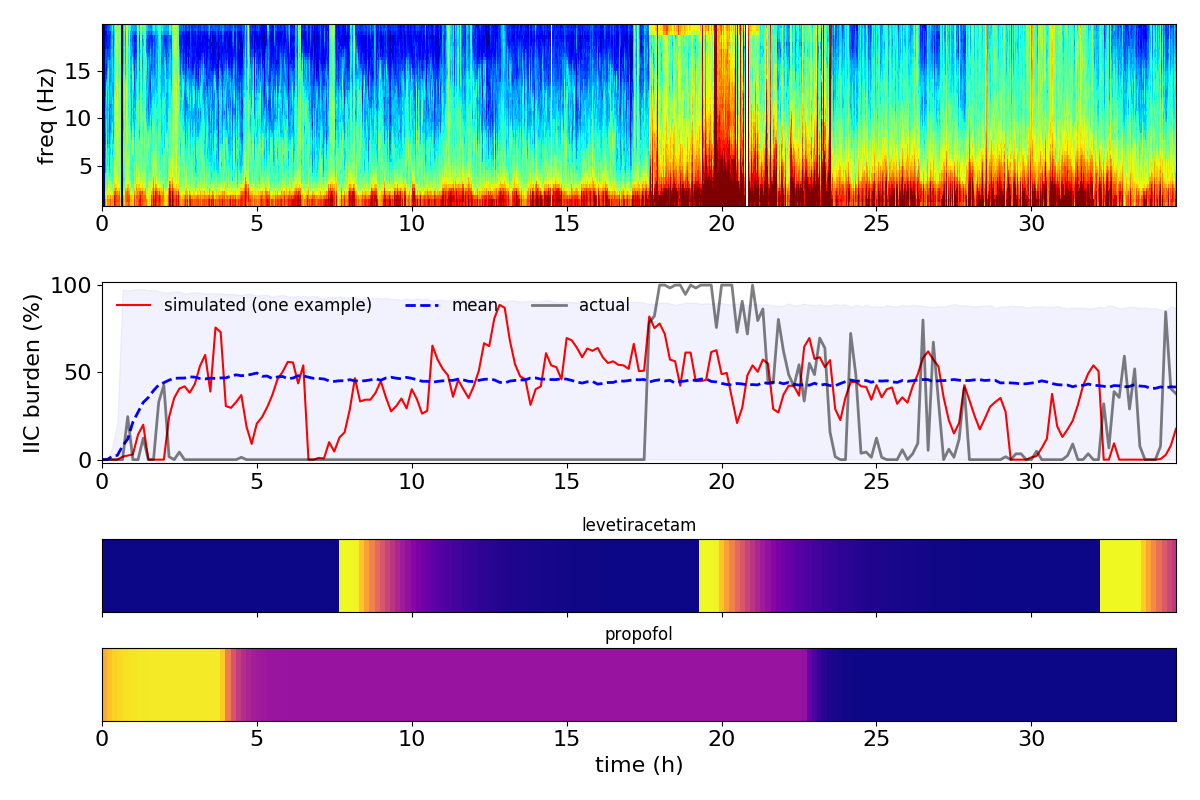 freq (Hz)
15
10
5
0 5 10 15 20 25 30
IIC burden (%)
100
50
0
simulated (one example) mean actual
0 5 10 15 20 25 30
levetiracetam
propofol
0 5 10 15 20 25 30
time (h)